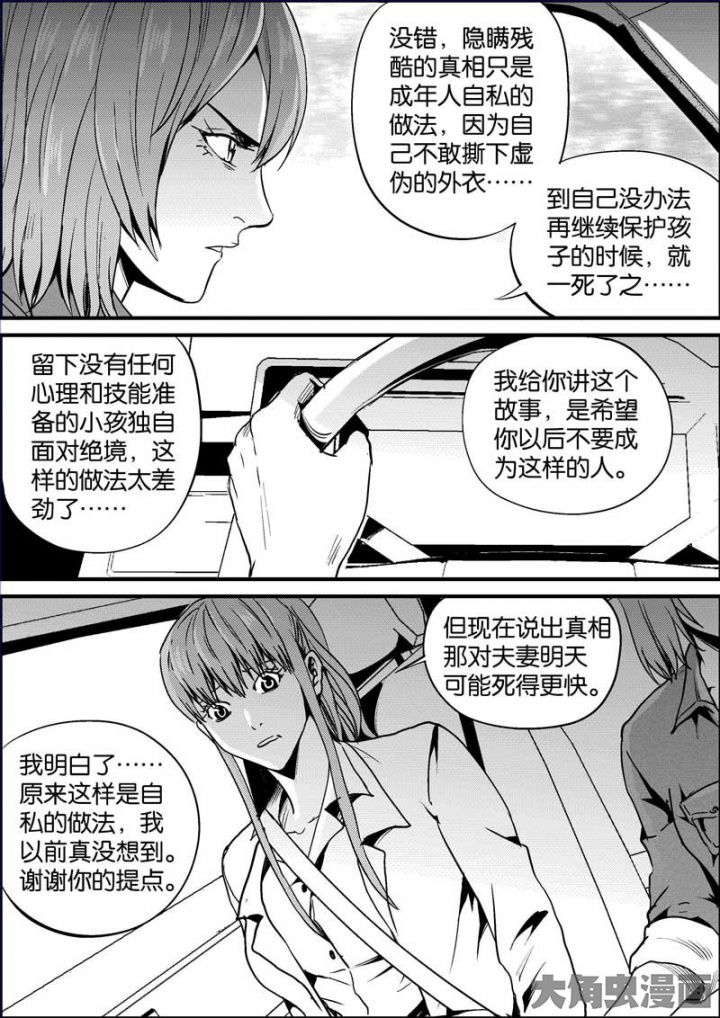 没错，隐瞒残
酷的真相只是
成年人自私的
做法，因为自
己不敢撕下虚
伪的外衣……
到自己没办法
再继续保护孩
子的时候，就
一死了之……
留下没有任何
心理和技能准
备的小孩独自
面对绝境，这
样的做法太差
劲了……
我给你讲这个
故事，是希望
你以后不要成
为这样的人。
但现在说出真相
那对夫妻明天
可能死得更快。
我明白了……
原来这样是自
私的做法，我
以前真没想到。
谢谢你的提点。
大角虫漫画